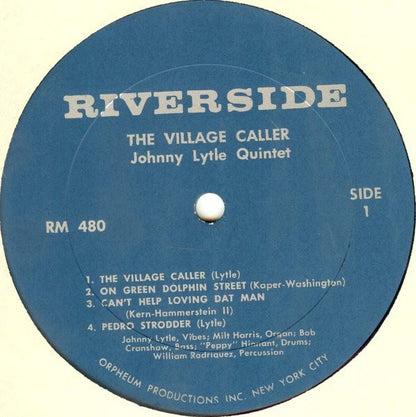 RIVERSIDE
THE VILLAGE CALLER
Johnny Lytle Quintet
RM 480
SIDE
1
1. THE VILLAGE CALLER (Lytle)
2. ON GREEN DOLPHIN STREET (Kaper-Washington)
3. CAN'T HELP LOVING DAT MAN
(Kern-Hammerstein II)
4. PEDRO STRODDER (Lytle)
Johnny Lytle, Vibes; Milt Harris, Organ; Bob
Cranshaw, Bass; "Peppy" Hinnant, Drums;
William Rodriquez, Percussion
ORPHEUM PRODUCTIONS INC. NEW YORK CITY